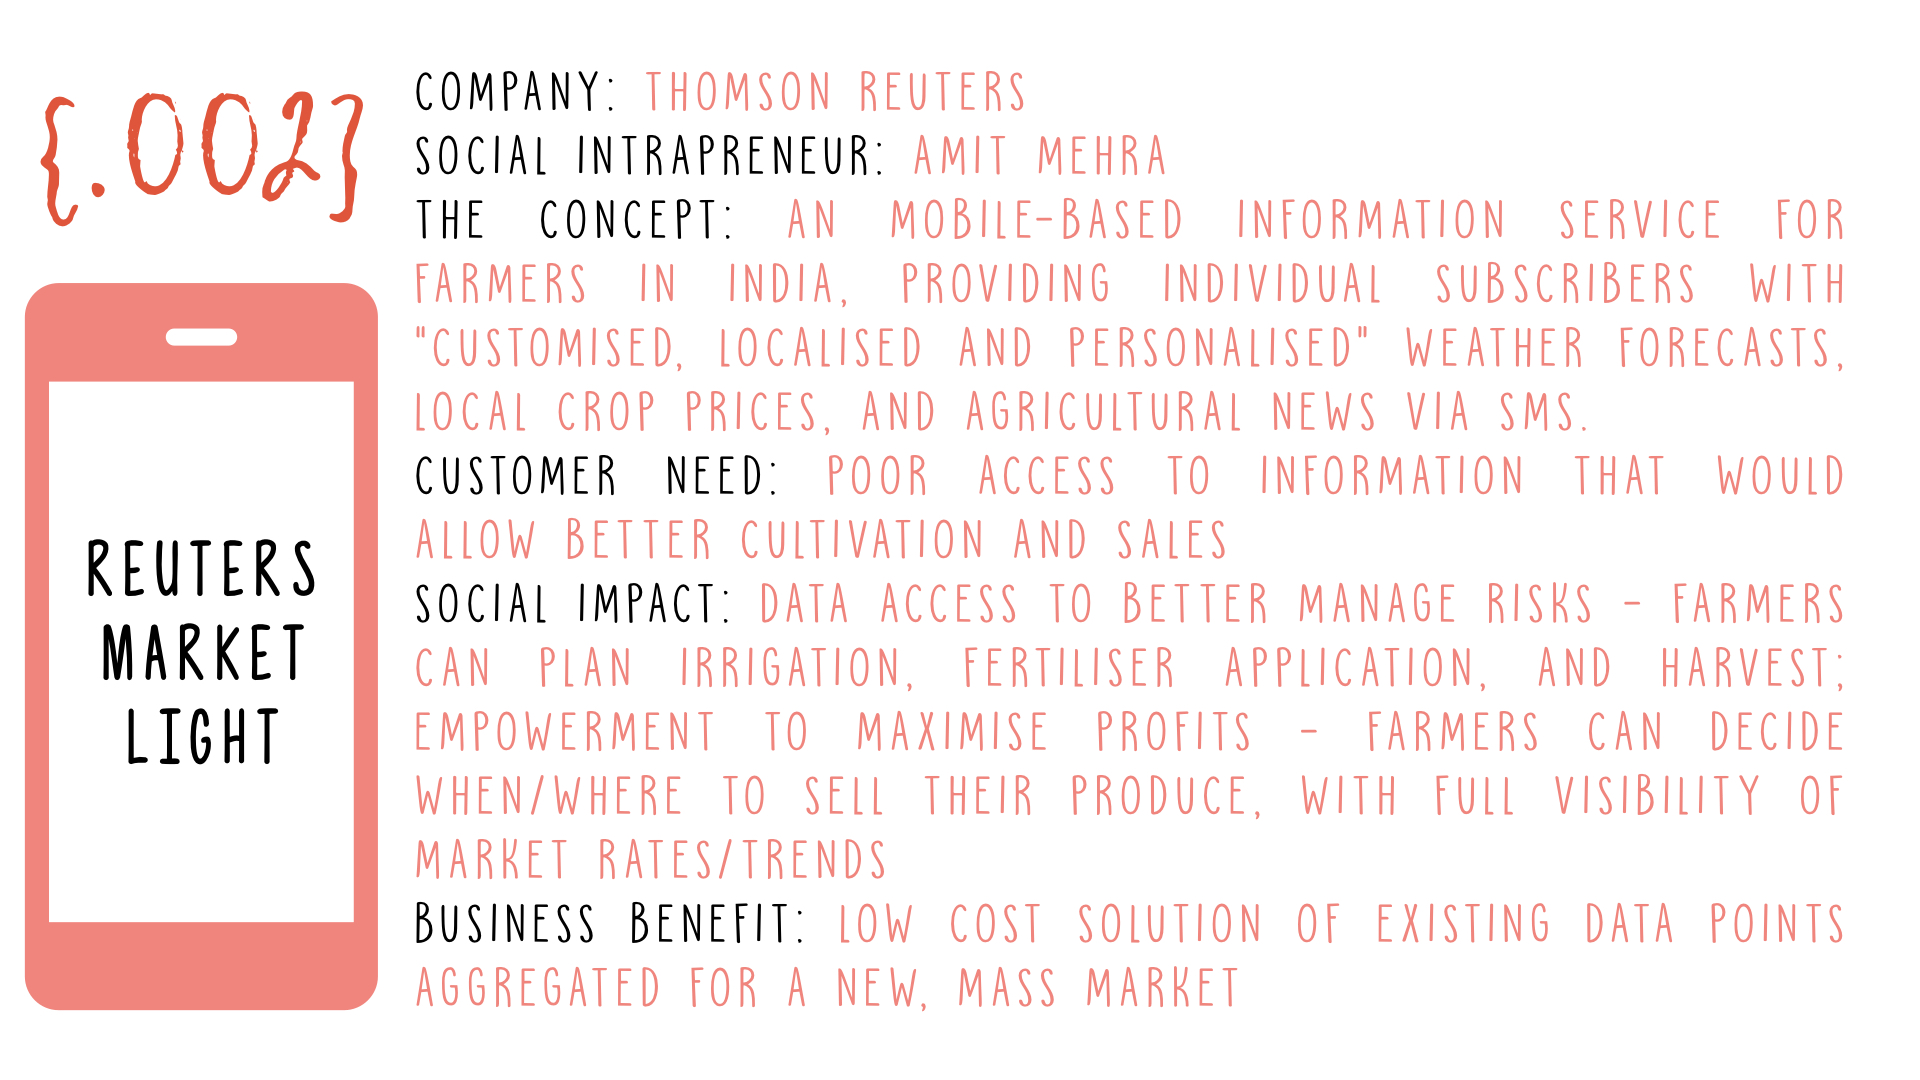 {.002}
REUTERS
MARKET
LIGHT
COMPANY: THOMSON REUTERS
SOCIAL INTRAPRENEUR: AMIT MEHRA
THE CONCEPT: AN MOBILE-BASED INFORMATION SERVICE FOR
FARMERS IN INDIA, PROVIDING INDIVIDUAL SUBSCRIBERS WITH
"CUSTOMISED, LOCALISED AND PERSONALISED" WEATHER FORECASTS,
LOCAL CROP PRICES, AND AGRICULTURAL NEWS VIA SMS.
CUSTOMER NEED: POOR ACCESS TO INFORMATION THAT WOULD
ALLOW BETTER CULTIVATION AND SALES
SOCIAL IMPACT: DATA ACCESS TO BETTER MANAGE RISKS - FARMERS
CAN PLAN IRRIGATION, FERTILISER APPLICATION, AND HARVEST;
EMPOWERMENT TO MAXIMISE PROFITS - FARMERS CAN DECIDE
WHEN/WHERE TO SELL THEIR PRODUCE, WITH FULL VISIBILITY OF
MARKET RATES/TRENDS
BUSINESS BENEFIT: LOW COST SOLUTION OF EXISTING DATA POINTS
AGGREGATED FOR A NEW, MASS MARKET